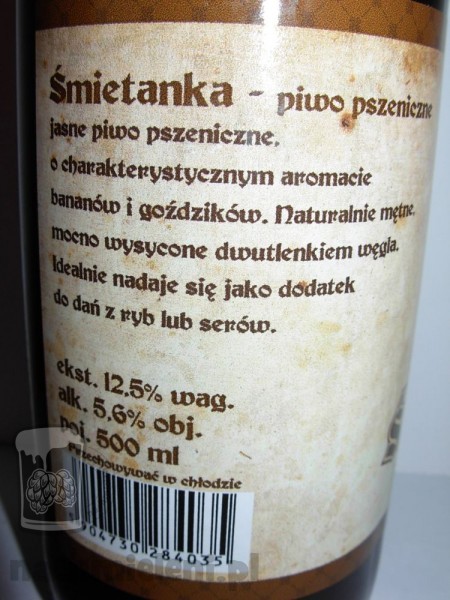 Śmietanka - piwo pszeniczne
jasne piwo pszeniczne,
o charakterystycznym aromacie
bananów i goździków. Naturalnie mętne,
mocno wysycone dwutlenkiem węgla.
Idealnie nadaje się jako dodatek
do dań z ryb lub serów.
ekst. 12.5% wag.
alk. 5.6% obj.
poj. 500 ml
Przechowywać w chłodzie
904730 284035